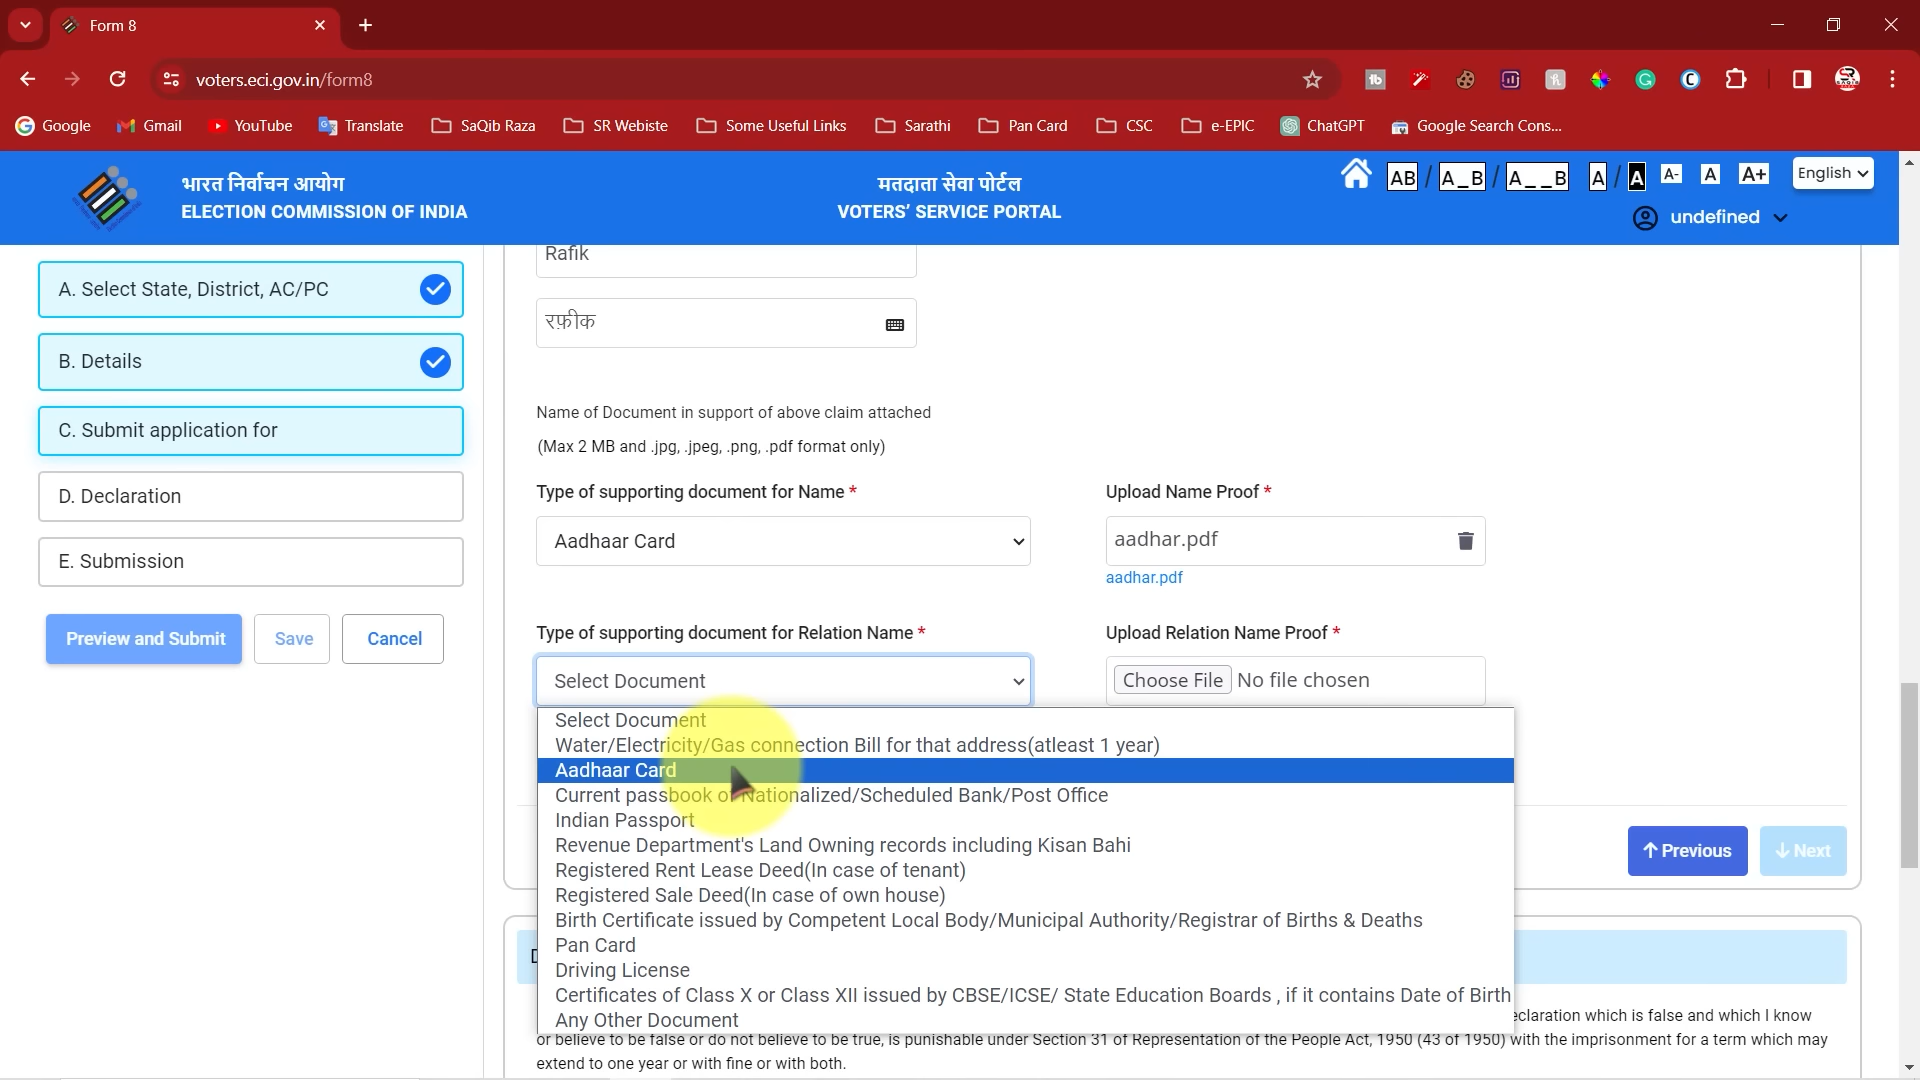 Form 8
voters.eci.gov.in/form8
Google Gmail YouTube Translate SaQib Raza SR Webiste Some Useful Links Sarathi Pan Card CSC e-EPIC ChatGPT Google Search Cons...
भारत निर्वाचन आयोग
ELECTION COMMISSION OF INDIA
मतदाता सेवा पोर्टल
VOTERS' SERVICE PORTAL
AB / A_B / A__B A / A A- A A+ English
undefined
A. Select State, District, AC/PC
B. Details
C. Submit application for
D. Declaration
E. Submission
Preview and Submit Save Cancel
Rafik
रफ़ीक
Name of Document in support of above claim attached
(Max 2 MB and .jpg, .jpeg, .png, .pdf format only)
Type of supporting document for Name *
Aadhaar Card
Upload Name Proof *
aadhar.pdf
aadhar.pdf
Type of supporting document for Relation Name *
Select Document
Upload Relation Name Proof *
Choose File No file chosen
Select Document
Water/Electricity/Gas connection Bill for that address(atleast 1 year)
Aadhaar Card
Current passbook of Nationalized/Scheduled Bank/Post Office
Indian Passport
Revenue Department's Land Owning records including Kisan Bahi
Registered Rent Lease Deed(In case of tenant)
Registered Sale Deed(In case of own house)
Birth Certificate issued by Competent Local Body/Municipal Authority/Registrar of Births & Deaths
Pan Card
Driving License
Certificates of Class X or Class XII issued by CBSE/ICSE/ State Education Boards , if it contains Date of Birth
Any Other Document
Previous Next
eclaration which is false and which I know
or believe to be false or do not believe to be true, is punishable under Section 31 of Representation of the People Act, 1950 (43 of 1950) with the imprisonment for a term which may
extend to one year or with fine or with both.